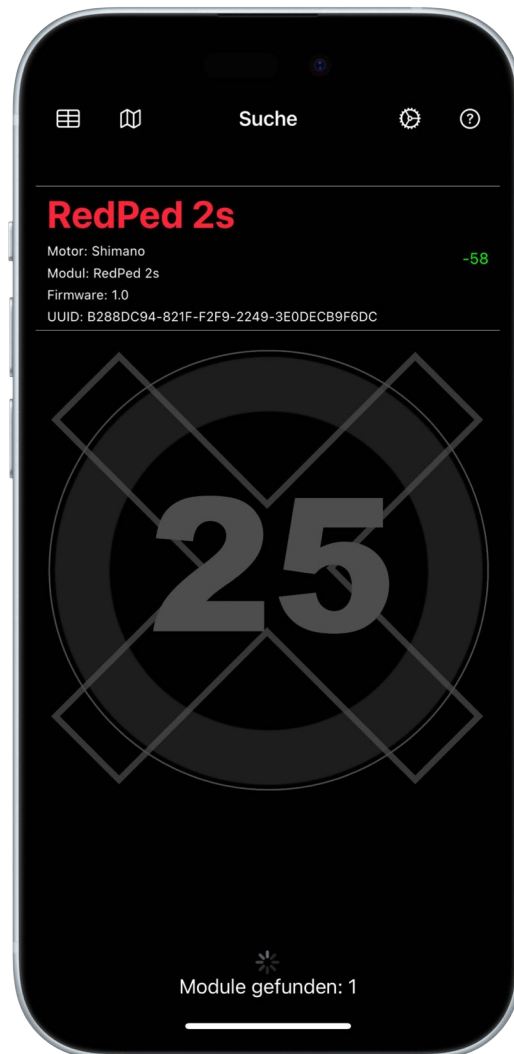 Suche
RedPed 2s
Motor: Shimano
-58
Modul: RedPed 2s
Firmware: 1.0
UUID: B288DC94-821F-F2F9-2249-3E0DECB9F6DC
25
Module gefunden: 1